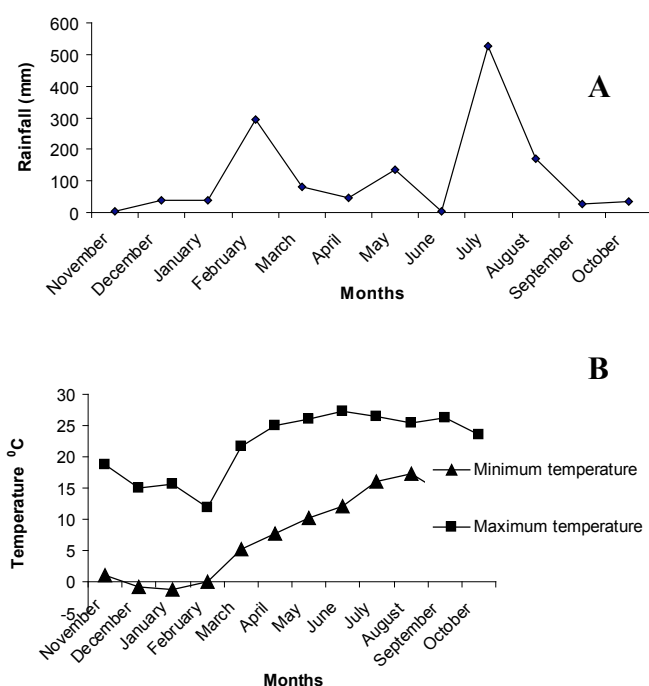 600
500
400
300
200
100
0
Rainfall (mm)
A
November
December
January
February
March
April
May
June
July
August
September
October
Months
B
30
25
20
15
10
5
0
-5
Temperature ⁰C
Minimum temperature
Maximum temperature
November
December
January
February
March
April
May
June
July
August
September
October
Months